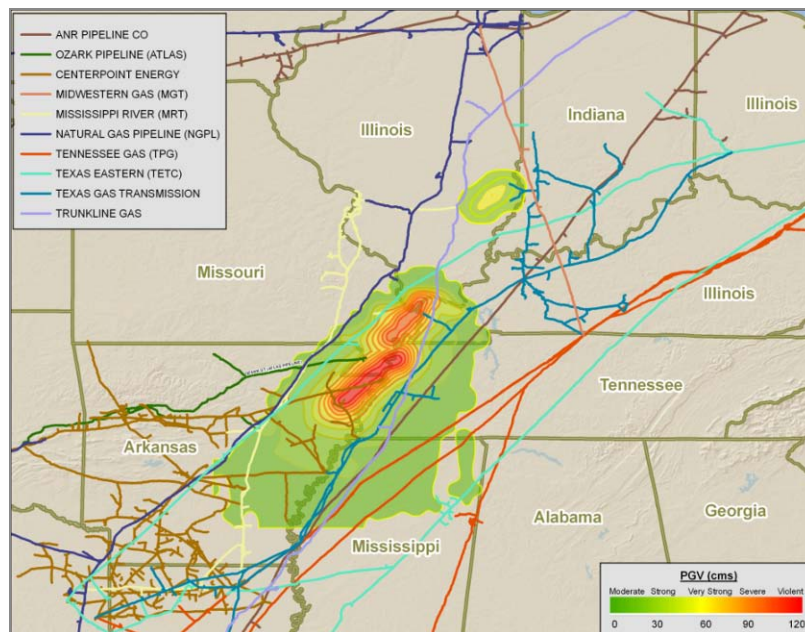 ANR PIPELINE CO
OZARK PIPELINE (ATLAS)
CENTERPOINT ENERGY
MIDWESTERN GAS (MGT)
MISSISSIPPI RIVER (MRT)
NATURAL GAS PIPELINE (NGPL)
TENNESSEE GAS (TPG)
TEXAS EASTERN (TETC)
TEXAS GAS TRANSMISSION
TRUNKLINE GAS
Illinois
Indiana
Illinois
Missouri
Illinois
Tennessee
Arkansas
Mississippi
Alabama
Georgia
PGV (cms)
Moderate Strong Very Strong Severe Violent
0 30 60 90 120